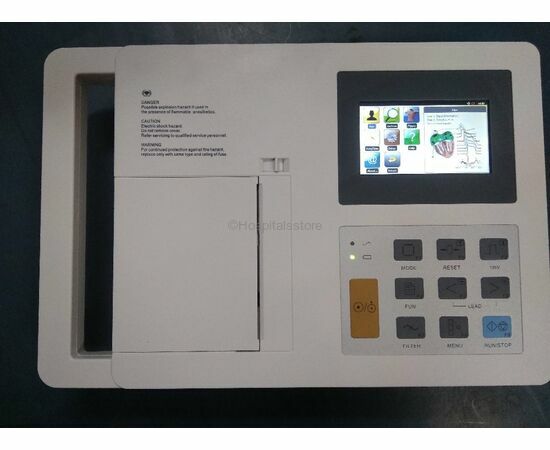 DANGER
Possible explosion hazard if used in
the presence of flammable anesthetics.
CAUTION
Electric shock hazard
Do not remove cover.
Refer servicing to qualified service personnel.
WARNING
For continued protection against fire hazard,
replace only with same type and rating of fuse.
©Hospitalsstore
MODE
RESET
1mV
FUN
LEAD
FILTER
MENU
RUN/STOP